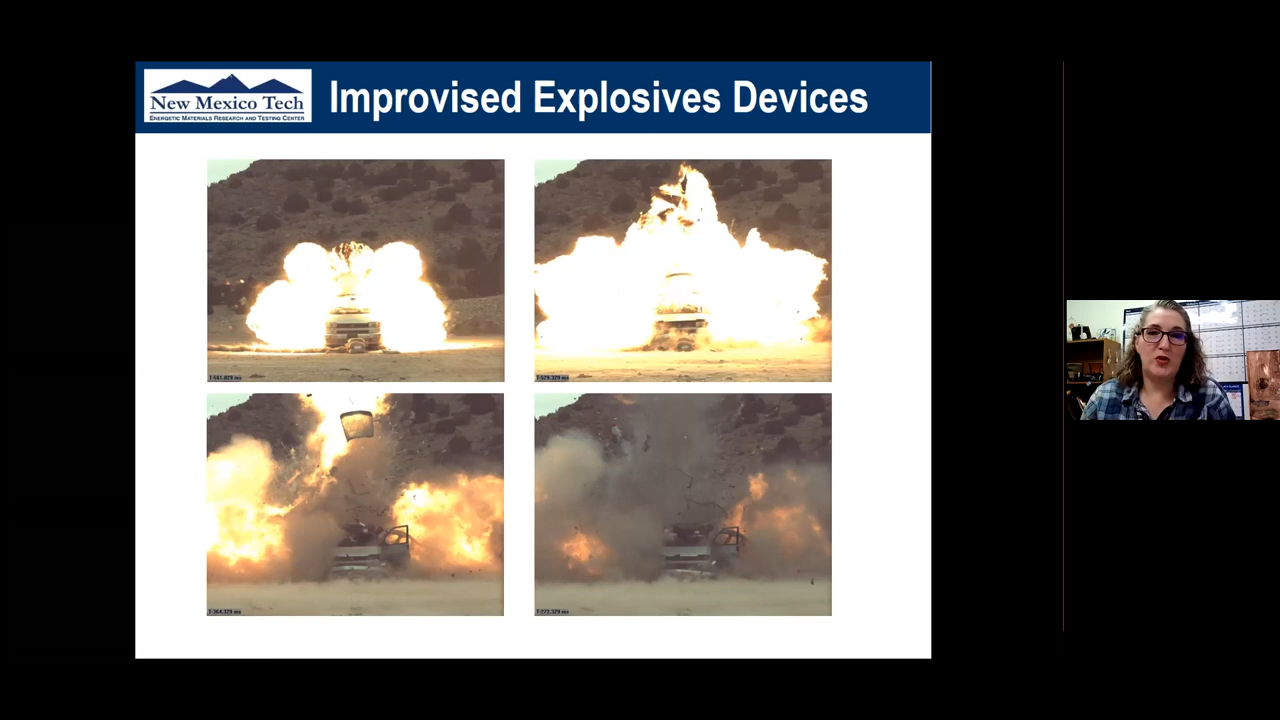 New Mexico Tech
Energetic Materials Research and Testing Center
Improvised Explosives Devices